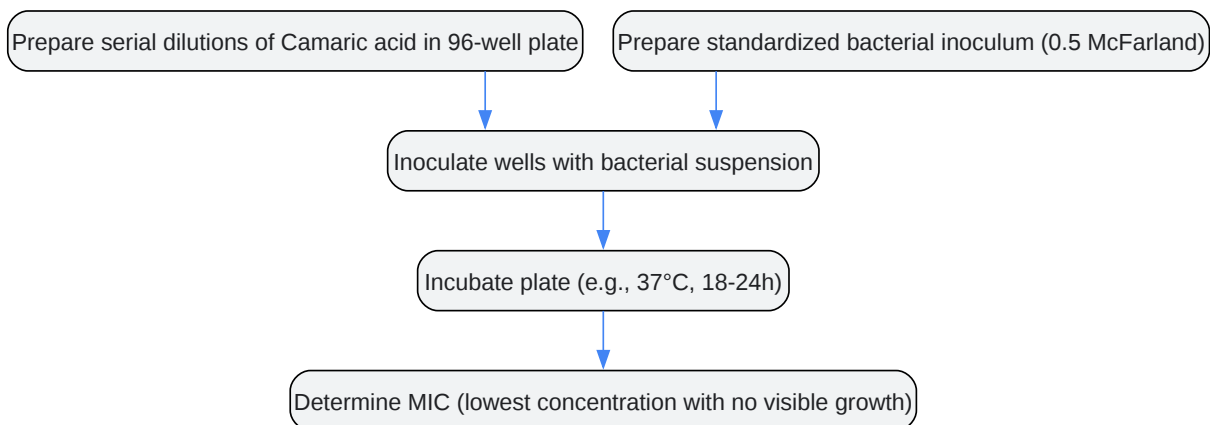 Prepare serial dilutions of Camaric acid in 96-well plate
Prepare standardized bacterial inoculum (0.5 McFarland)
Inoculate wells with bacterial suspension
Incubate plate (e.g., 37°C, 18-24h)
Determine MIC (lowest concentration with no visible growth)